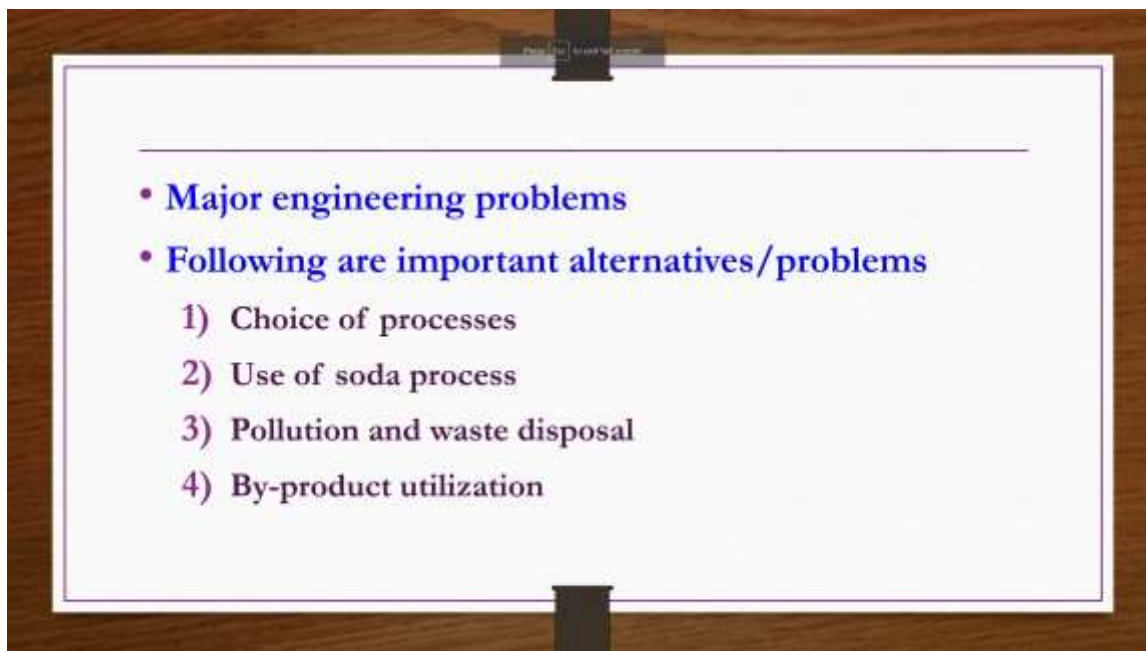 • Major engineering problems
• Following are important alternatives/problems
1) Choice of processes
2) Use of soda process
3) Pollution and waste disposal
4) By-product utilization